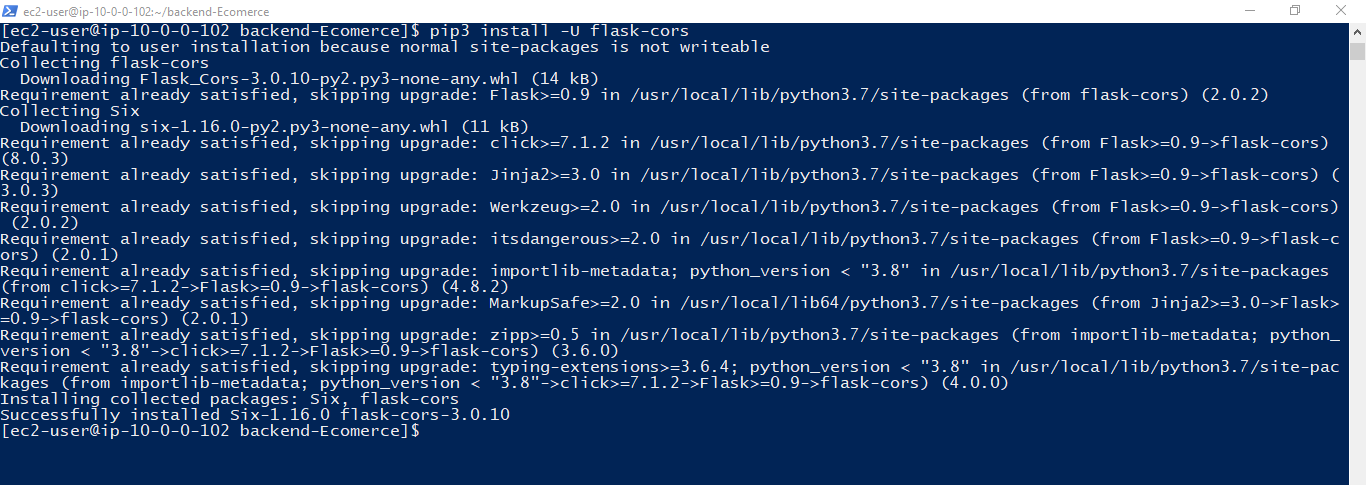 ec2-user@ip-10-0-0-102:~/backend-Ecomerce
[ec2-user@ip-10-0-0-102 backend-Ecomerce]$ pip3 install -U flask-cors
Defaulting to user installation because normal site-packages is not writeable
Collecting flask-cors
  Downloading Flask_Cors-3.0.10-py2.py3-none-any.whl (14 kB)
Requirement already satisfied, skipping upgrade: Flask>=0.9 in /usr/local/lib/python3.7/site-packages (from flask-cors) (2.0.2)
Collecting Six
  Downloading six-1.16.0-py2.py3-none-any.whl (11 kB)
Requirement already satisfied, skipping upgrade: click>=7.1.2 in /usr/local/lib/python3.7/site-packages (from Flask>=0.9->flask-cors)
(8.0.3)
Requirement already satisfied, skipping upgrade: Jinja2>=3.0 in /usr/local/lib/python3.7/site-packages (from Flask>=0.9->flask-cors) (
3.0.3)
Requirement already satisfied, skipping upgrade: Werkzeug>=2.0 in /usr/local/lib/python3.7/site-packages (from Flask>=0.9->flask-cors)
 (2.0.2)
Requirement already satisfied, skipping upgrade: itsdangerous>=2.0 in /usr/local/lib/python3.7/site-packages (from Flask>=0.9->flask-c
ors) (2.0.1)
Requirement already satisfied, skipping upgrade: importlib-metadata; python_version < "3.8" in /usr/local/lib/python3.7/site-packages
(from click>=7.1.2->Flask>=0.9->flask-cors) (4.8.2)
Requirement already satisfied, skipping upgrade: MarkupSafe>=2.0 in /usr/local/lib64/python3.7/site-packages (from Jinja2>=3.0->Flask>
=0.9->flask-cors) (2.0.1)
Requirement already satisfied, skipping upgrade: zipp>=0.5 in /usr/local/lib/python3.7/site-packages (from importlib-metadata; python_
version < "3.8"->click>=7.1.2->Flask>=0.9->flask-cors) (3.6.0)
Requirement already satisfied, skipping upgrade: typing-extensions>=3.6.4; python_version < "3.8" in /usr/local/lib/python3.7/site-pac
kages (from importlib-metadata; python_version < "3.8"->click>=7.1.2->Flask>=0.9->flask-cors) (4.0.0)
Installing collected packages: Six, flask-cors
Successfully installed Six-1.16.0 flask-cors-3.0.10
[ec2-user@ip-10-0-0-102 backend-Ecomerce]$